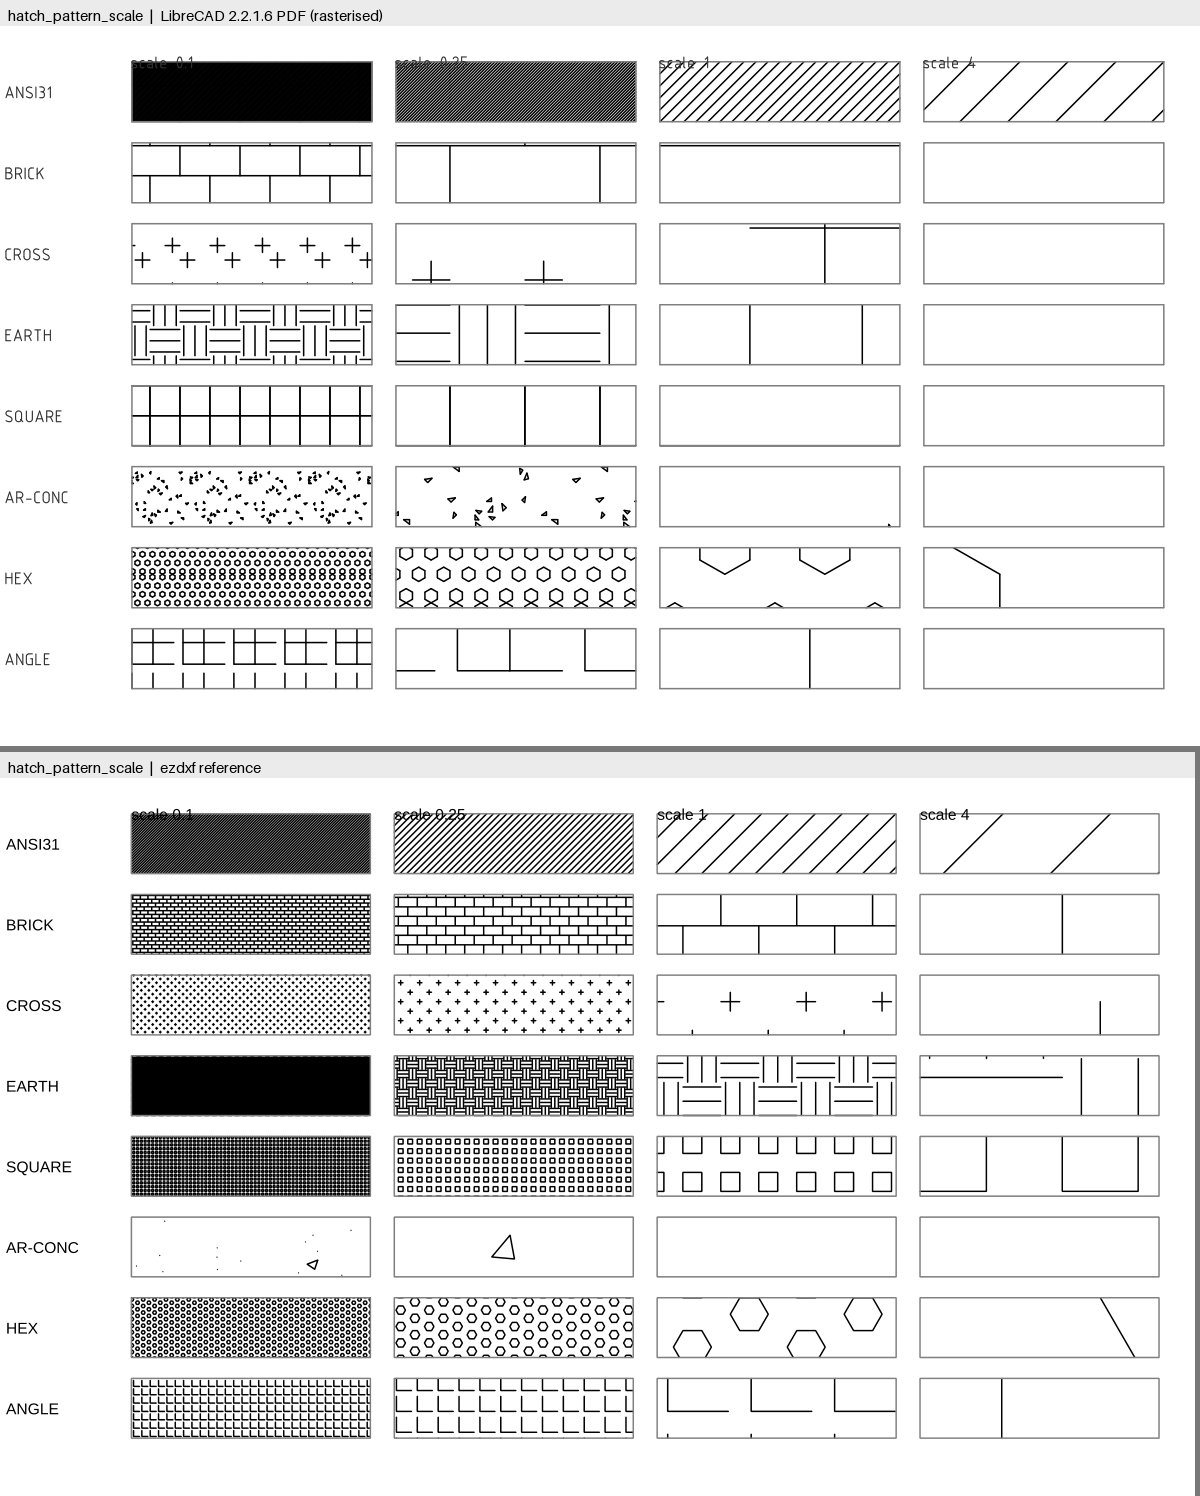 hatch_pattern_scale | LibreCAD 2.2.1.6 PDF (rasterised)
scale 0.1 scale 0.25 scale 1 scale 4
ANSI31
BRICK
CROSS
EARTH
SQUARE
AR-CONC
HEX
ANGLE
hatch_pattern_scale | ezdxf reference
scale 0.1 scale 0.25 scale 1 scale 4
ANSI31
BRICK
CROSS
EARTH
SQUARE
AR-CONC
HEX
ANGLE